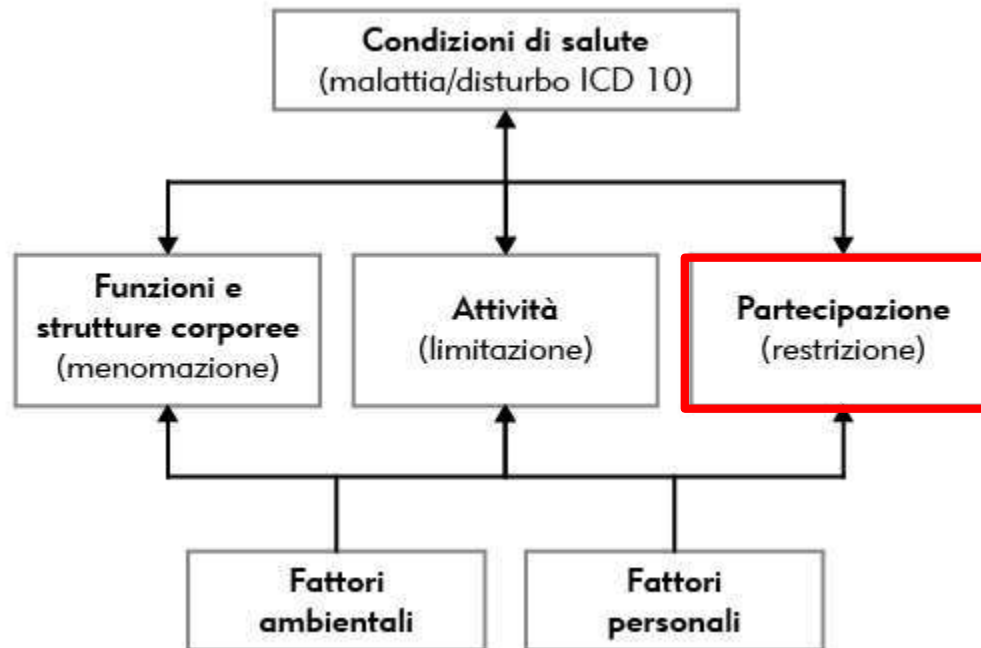 Condizioni di salute
(malattia/disturbo ICD 10)
Funzioni e
strutture corporee
(menomazione)
Attività
(limitazione)
Partecipazione
(restrizione)
Fattori
ambientali
Fattori
personali